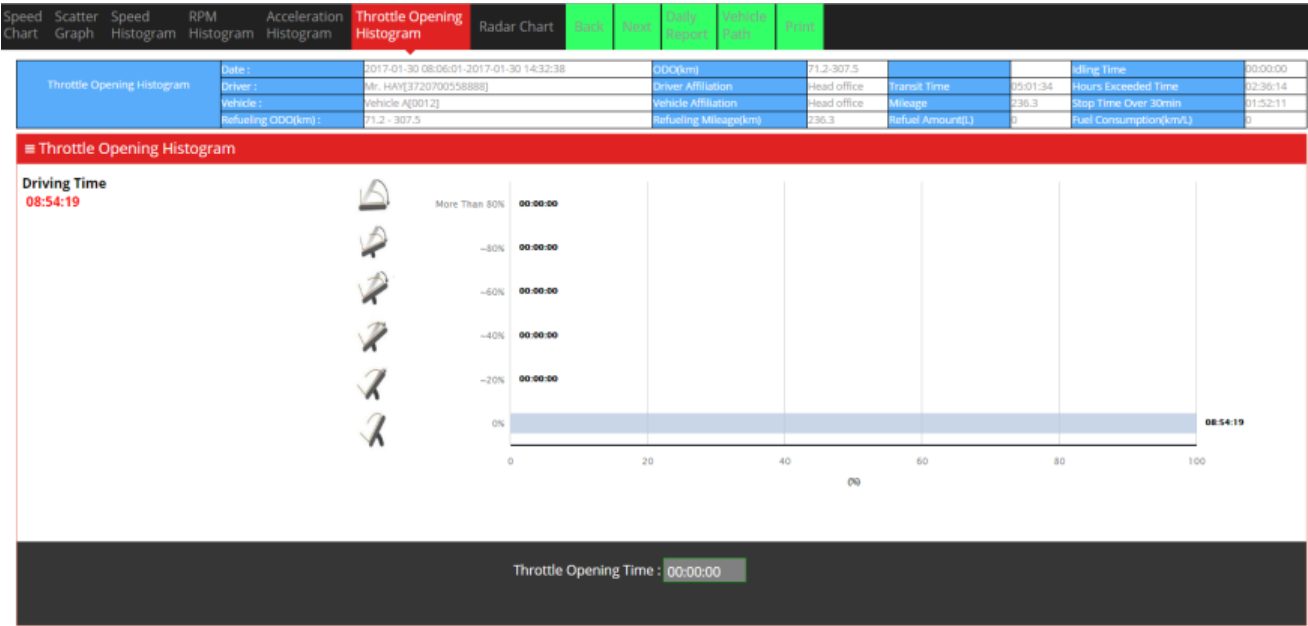 Speed Chart
Scatter Graph
Speed Histogram
RPM Histogram
Acceleration Histogram
Throttle Opening Histogram
Radar Chart
Back
Next
Daily Report
Vehicle Path
Print
Throttle Opening Histogram
Date : 2017-01-30 08:06:01-2017-01-30 14:32:38 ODO(km) 71.2-307.5 Idling Time 00:00:00
Driver : Mr. HAY[3720700558888] Driver Affiliation Head office Transit Time 05:01:34 Hours Exceeded Time 02:36:14
Vehicle : Vehicle A[0012] Vehicle Affiliation Head office Mileage 236.3 Stop Time Over 30min 01:52:11
Refueling ODO(km) : 71.2 - 307.5 Refueling Mileage(km) 236.3 Refuel Amount(L) 0 Fuel Consumption(km/L) 0
≡ Throttle Opening Histogram
Driving Time
08:54:19
More Than 80% 00:00:00
~80% 00:00:00
~60% 00:00:00
~40% 00:00:00
~20% 00:00:00
0% 08:54:19
0 20 40 60 80 100
(%)
Throttle Opening Time : 00:00:00